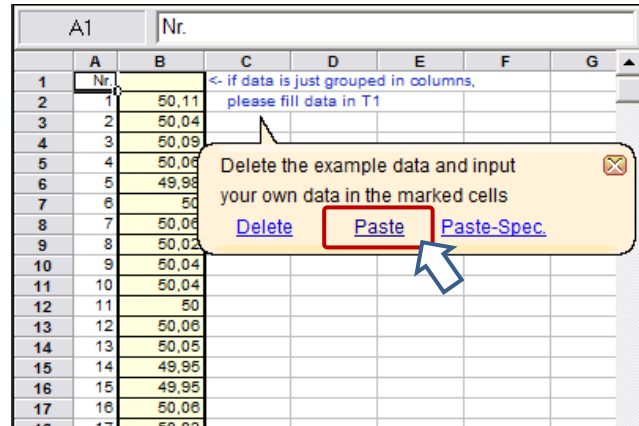 A1 Nr.
A B C D E F G
1 Nr. <- if data is just grouped in columns,
2 1 50,11 please fill data in T1
3 2 50,04
4 3 50,09
5 4 50,06
6 5 49,98
7 6 50
8 7 50,06
9 8 50,02
10 9 50,04
11 10 50,04
12 11 50
13 12 50,06
14 13 50,05
15 14 49,95
16 15 49,95
17 16 50,06
Delete the example data and input
your own data in the marked cells
Delete Paste Paste-Spec.